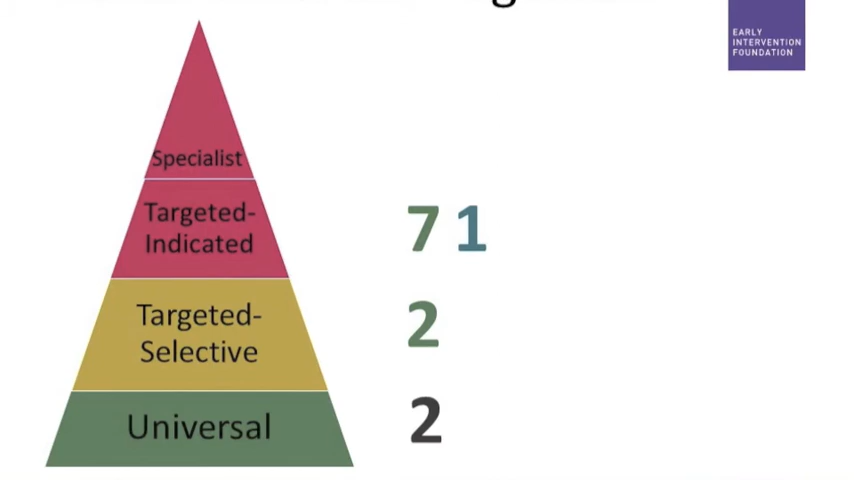 EARLY
INTERVENTION
FOUNDATION
Specialist
Targeted-
Indicated
7 1
Targeted-
Selective
2
Universal
2